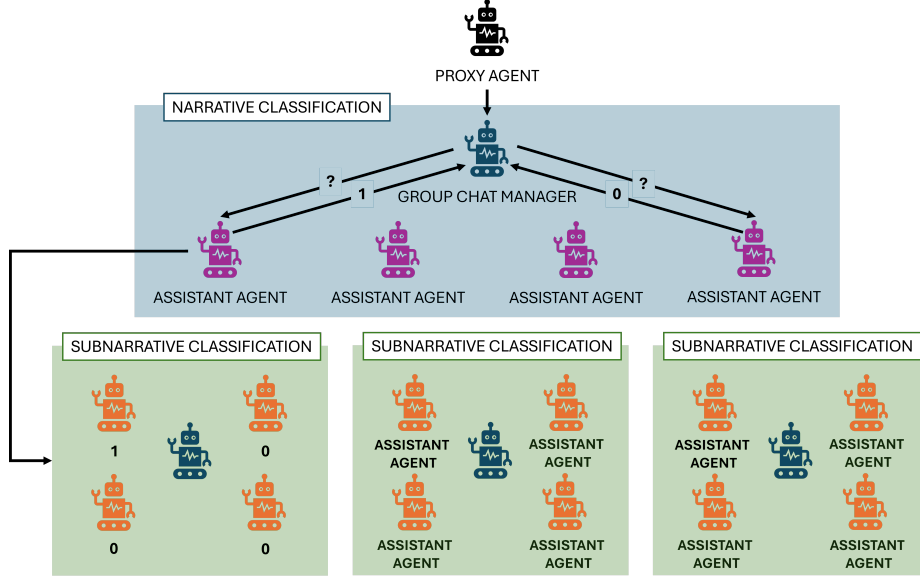 PROXY AGENT
NARRATIVE CLASSIFICATION
?
?
1
0
GROUP CHAT MANAGER
ASSISTANT AGENT
ASSISTANT AGENT
ASSISTANT AGENT
ASSISTANT AGENT
SUBNARRATIVE CLASSIFICATION
1
0
0
0
SUBNARRATIVE CLASSIFICATION
ASSISTANT
AGENT
ASSISTANT
AGENT
ASSISTANT
AGENT
ASSISTANT
AGENT
SUBNARRATIVE CLASSIFICATION
ASSISTANT
AGENT
ASSISTANT
AGENT
ASSISTANT
AGENT
ASSISTANT
AGENT